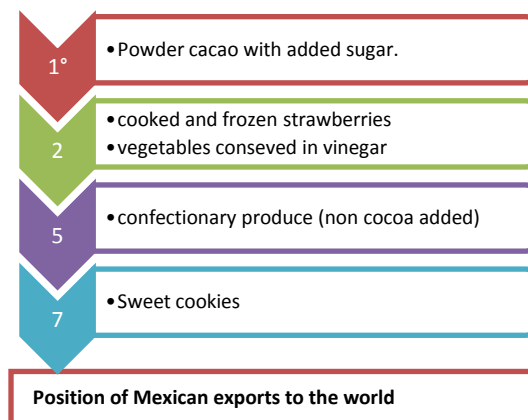 1°
•Powder cacao with added sugar.
2
•cooked and frozen strawberries
•vegetables conseved in vinegar
5
•confectionary produce (non cocoa added)
7
•Sweet cookies
Position of Mexican exports to the world